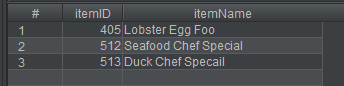 # itemID itemName
1 405 Lobster Egg Foo
2 512 Seafood Chef Special
3 513 Duck Chef Specail